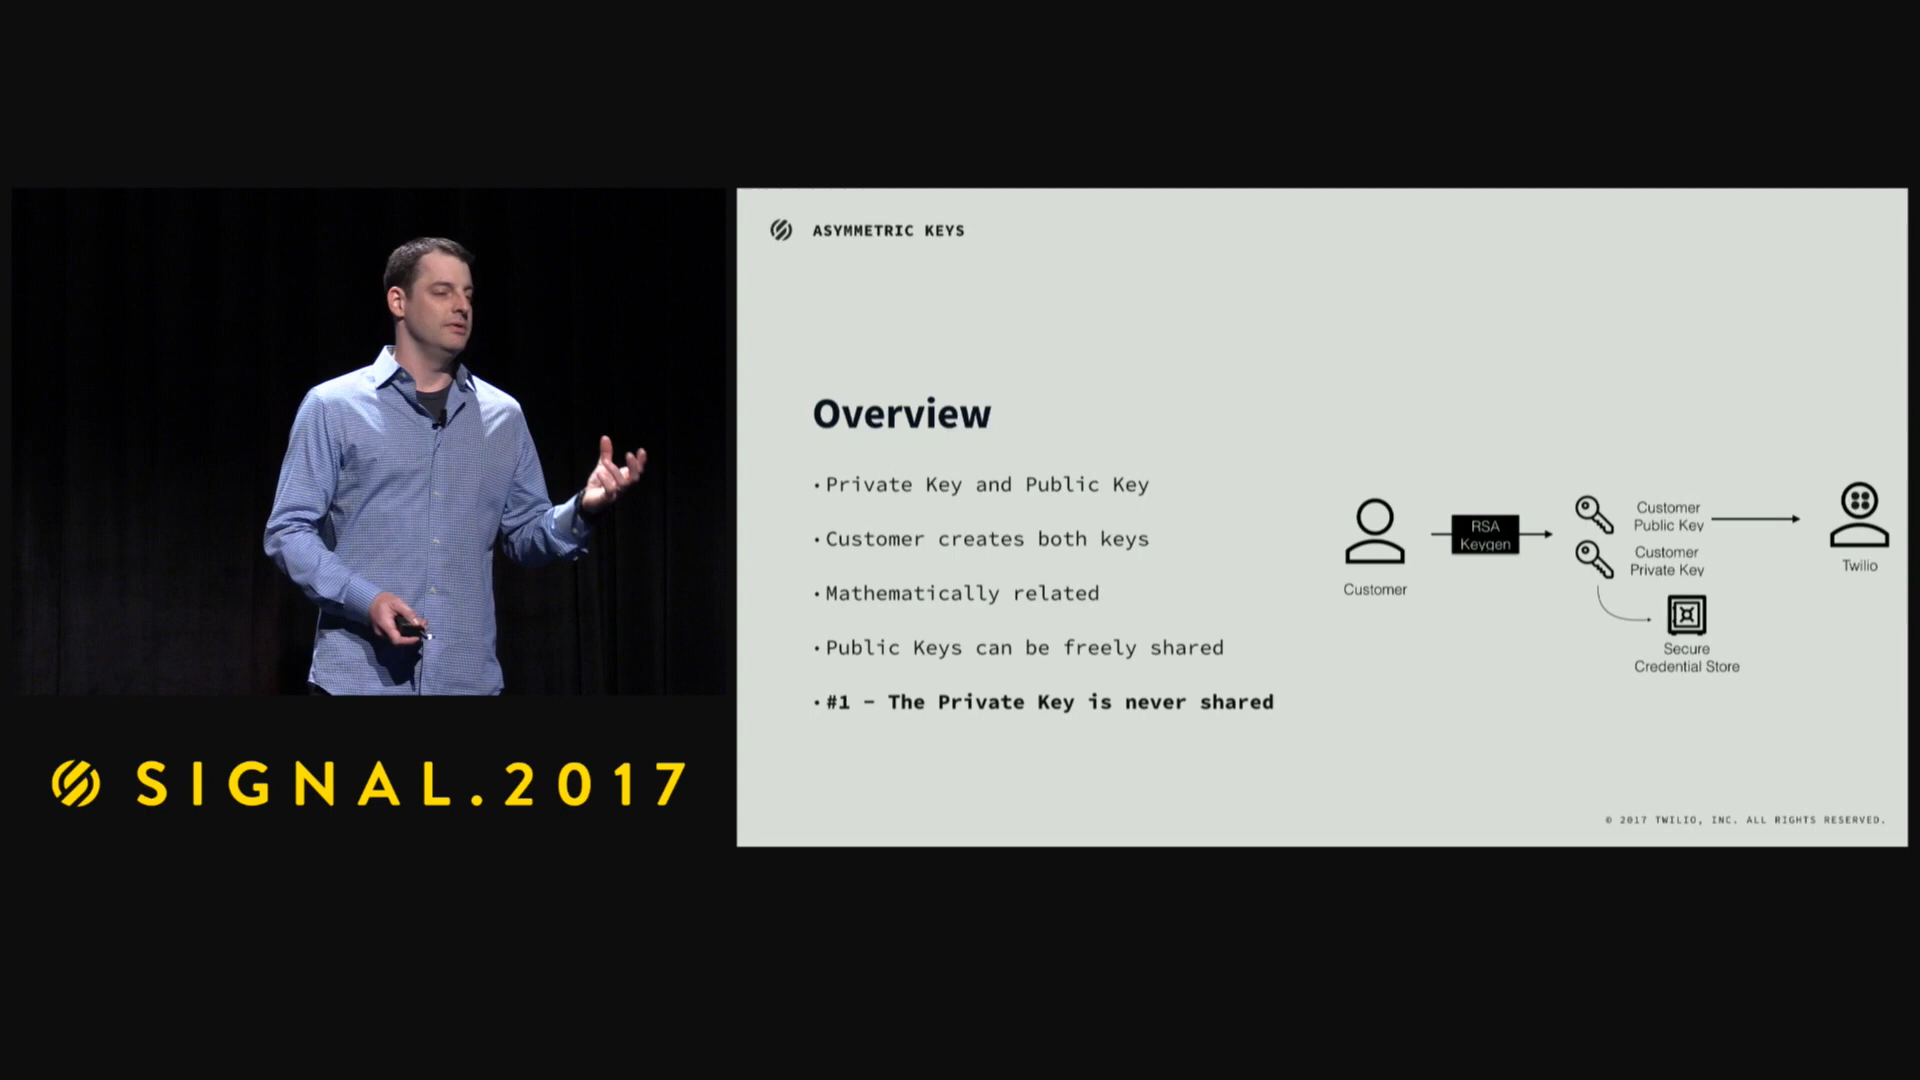 ASYMMETRIC KEYS
Overview
• Private Key and Public Key
• Customer creates both keys
• Mathematically related
• Public Keys can be freely shared
• #1 – The Private Key is never shared
Customer
RSA
Keygen
Customer
Public Key
Customer
Private Key
Secure
Credential Store
Twilio
© 2017 TWILIO, INC. ALL RIGHTS RESERVED.
SIGNAL.2017